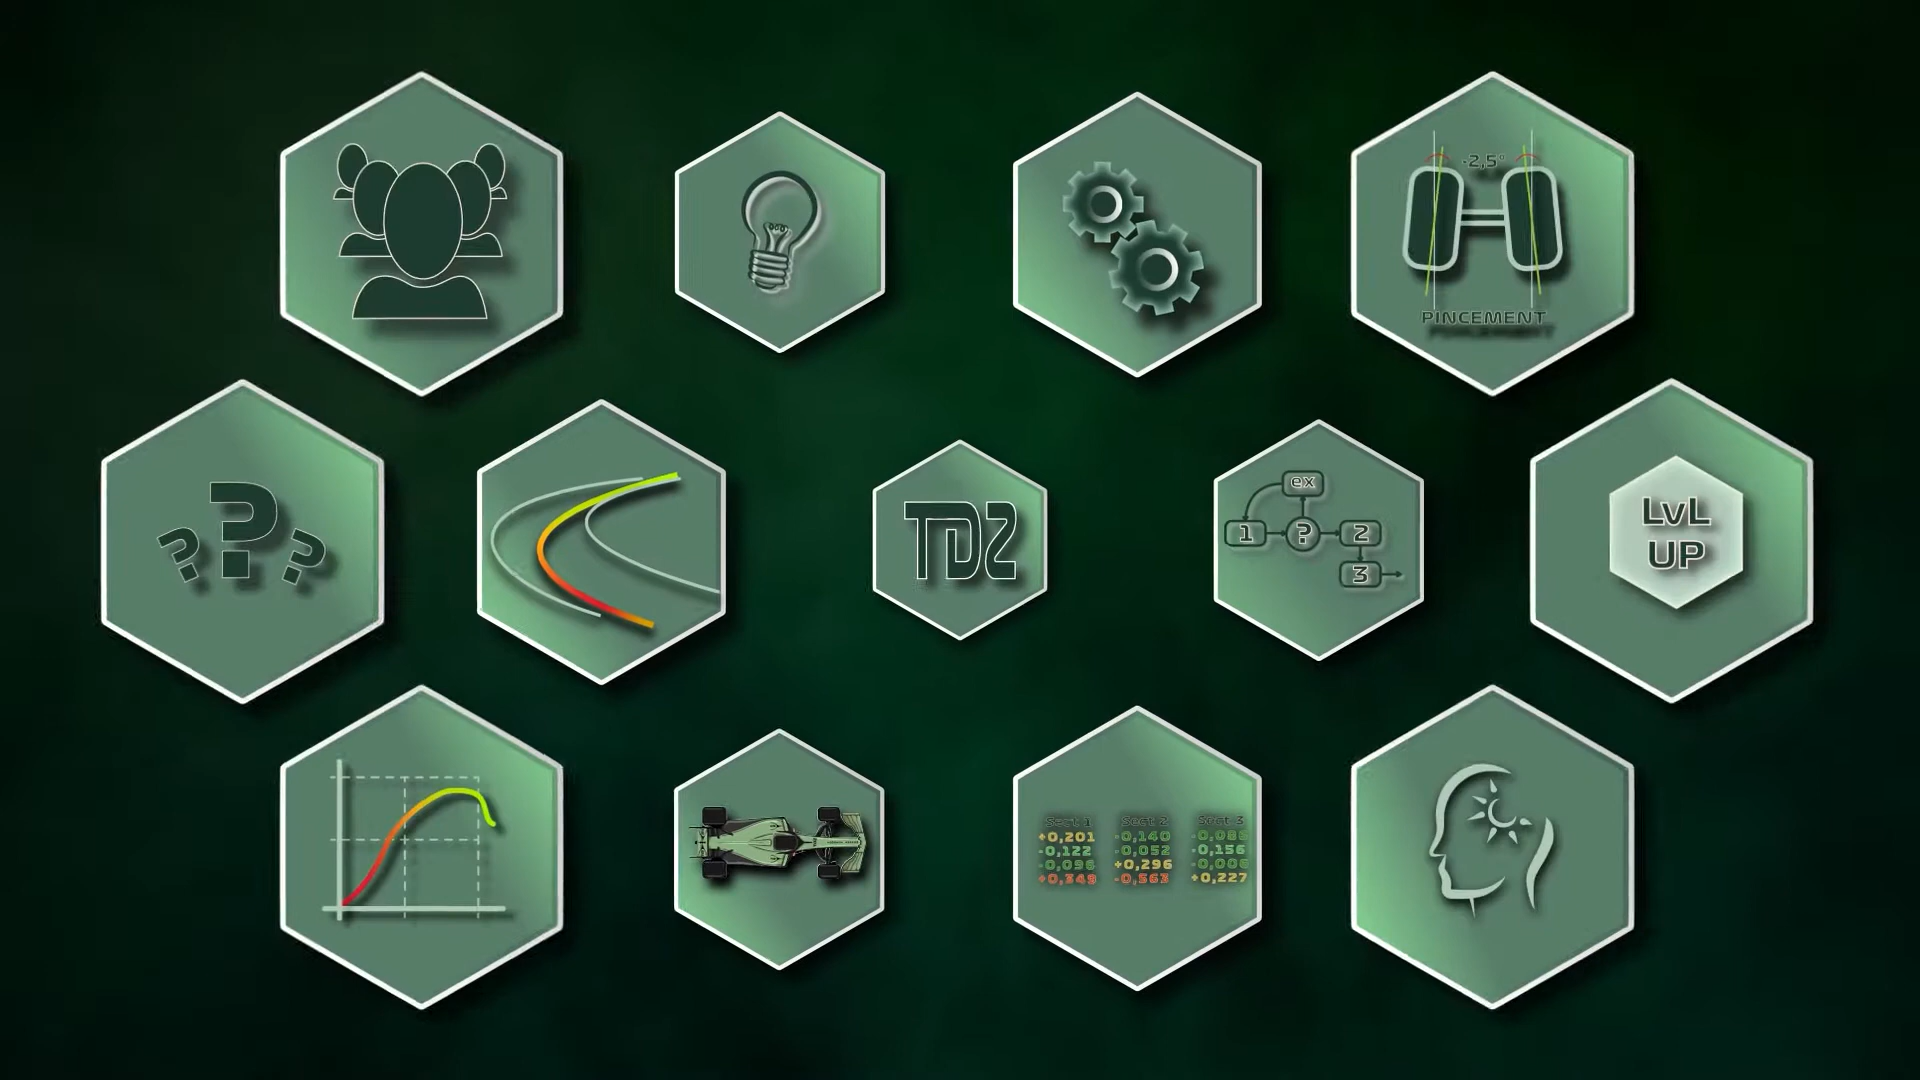 -2,5°
PINCEMENT
? ? ?
TDZ
ex
1 ? 2
3
LvL
UP
Sect 1 Sect 2 Sect 3
+0,201 -0,140 -0,086
-0,122 -0,052 -0,156
-0,096 +0,296 -0,006
+0,349 -0,563 +0,227